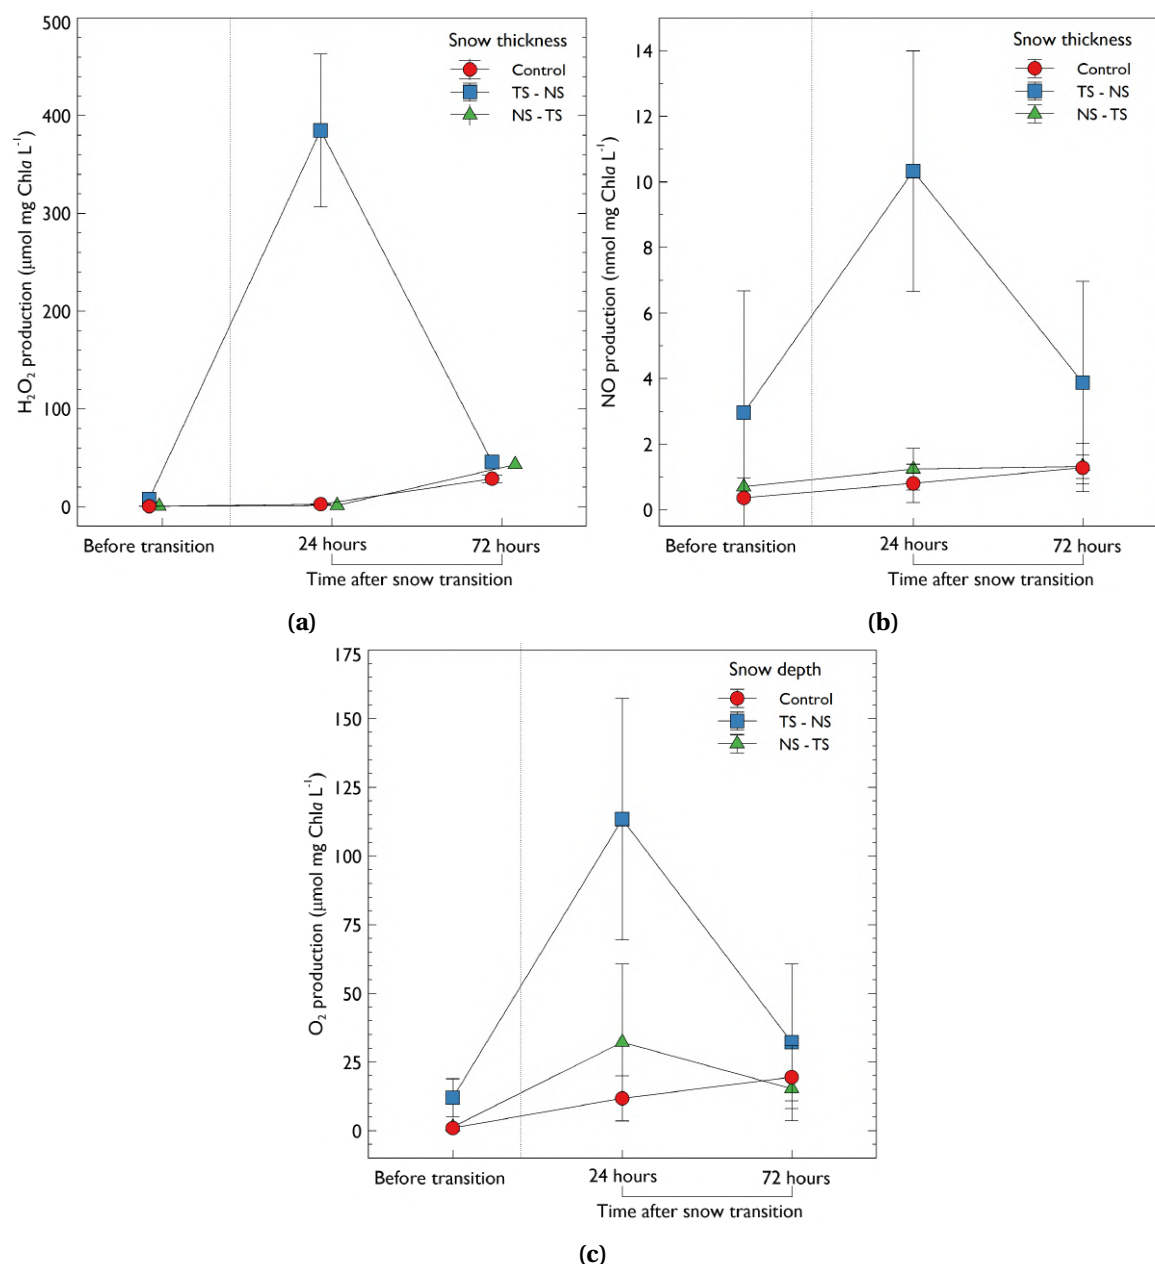 500
400
300
200
100
0
H₂O₂ production (µmol mg Chla L⁻¹)
Snow thickness
Control
TS - NS
NS - TS
Before transition
24 hours
72 hours
Time after snow transition
(a)
14
12
10
8
6
4
2
0
NO production (nmol mg Chla L⁻¹)
Snow thickness
Control
TS - NS
NS - TS
Before transition
24 hours
72 hours
Time after snow transition
(b)
175
150
125
100
75
50
25
0
O₂ production (µmol mg Chla L⁻¹)
Snow depth
Control
TS - NS
NS - TS
Before transition
24 hours
72 hours
Time after snow transition
(c)